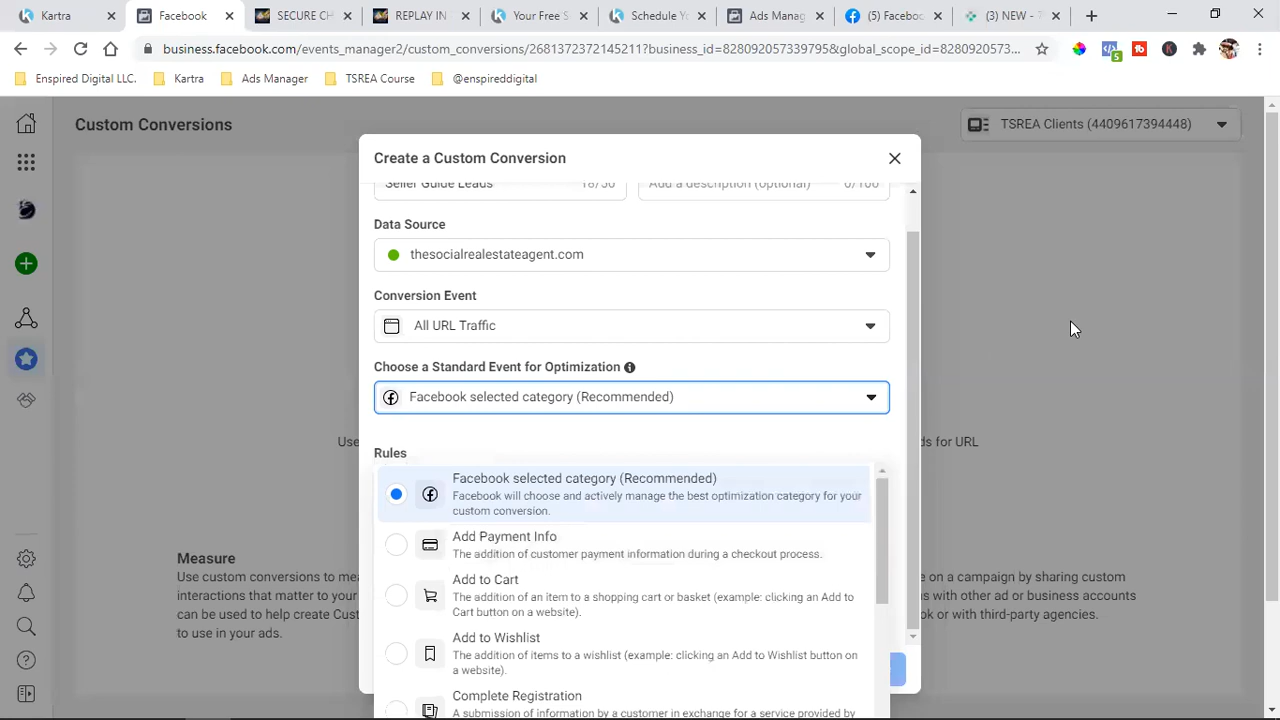 Kartra
Facebook
SECURE CH
REPLAY IN
Your Free S
Schedule Yo
Ads Manag
(5) Faceboo
(3) NEW - 7
business.facebook.com/events_manager2/custom_conversions/2681372372145211?business_id=828092057339795&global_scope_id=8280920573...
5
Enspired Digital LLC.
Kartra
Ads Manager
TSREA Course
@enspireddigital
Custom Conversions
TSREA Clients (4409617394448)
Create a Custom Conversion
Seller Guide Leads
18/50
Add a description (optional)
0/100
Data Source
thesocialrealestateagent.com
Conversion Event
All URL Traffic
Choose a Standard Event for Optimization
Facebook selected category (Recommended)
Use
ds for URL
Rules
Facebook selected category (Recommended)
Facebook will choose and actively manage the best optimization category for your
custom conversion.
Add Payment Info
The addition of customer payment information during a checkout process.
Add to Cart
The addition of an item to a shopping cart or basket (example: clicking an Add to
Cart button on a website).
Add to Wishlist
The addition of items to a wishlist (example: clicking an Add to Wishlist button on
a website).
Complete Registration
A submission of information by a customer in exchange for a service provided by
Measure
Use custom conversions to me
interactions that matter to your
can be used to help create Cust
to use in your ads.
e on a campaign by sharing custom
with other ad or business accounts
ok or with third-party agencies.